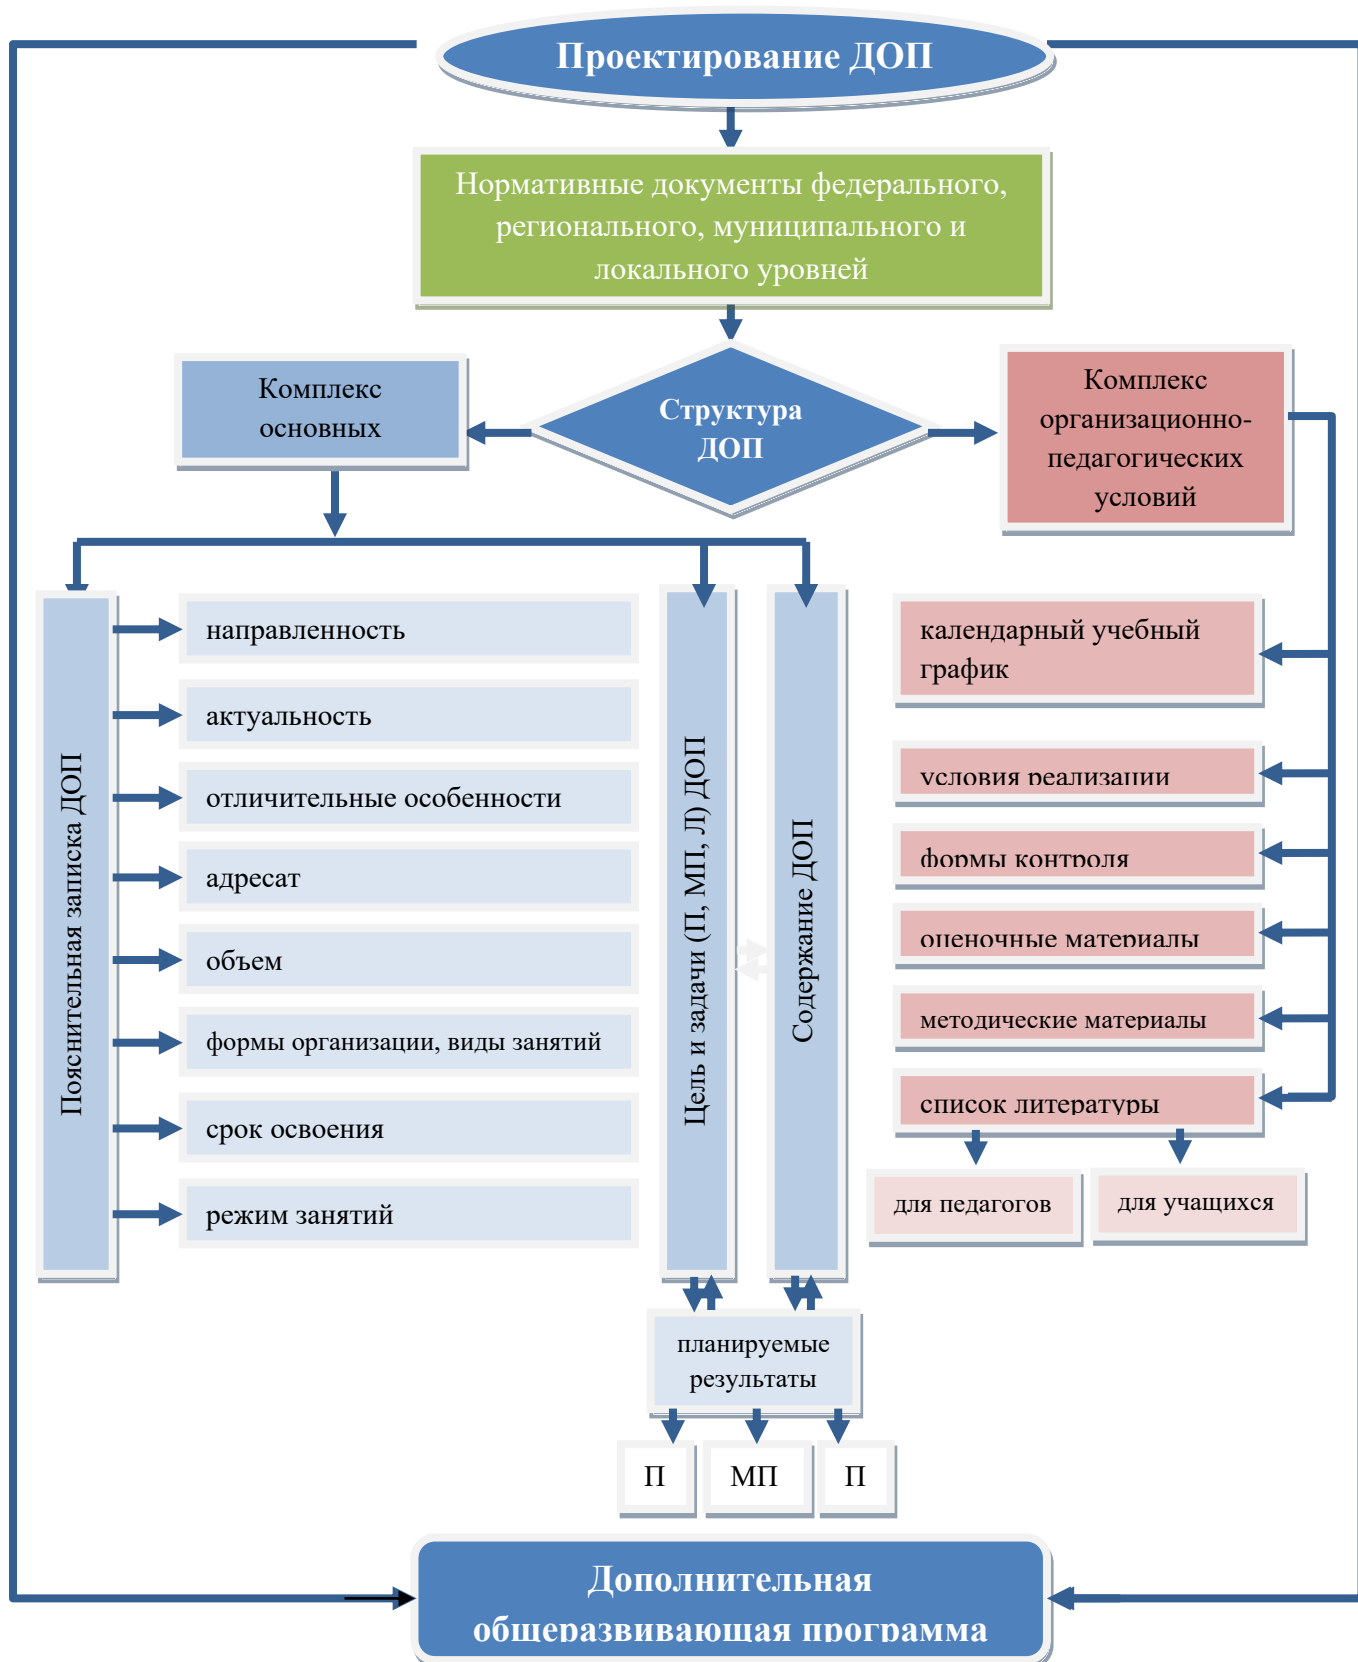 Проектирование ДОП
Нормативные документы федерального,
регионального, муниципального и
локального уровней
Комплекс
основных
Структура
ДОП
Комплекс
организационно-
педагогических
условий
Пояснительная записка ДОП
направленность
актуальность
отличительные особенности
адресат
объем
формы организации, виды занятий
срок освоения
режим занятий
Цель и задачи (П, МП, Л) ДОП
Содержание ДОП
календарный учебный
график
условия реализации
формы контроля
оценочные материалы
методические материалы
список литературы
для педагогов
для учащихся
планируемые
результаты
П
МП
П
Дополнительная
общеразвивающая программа